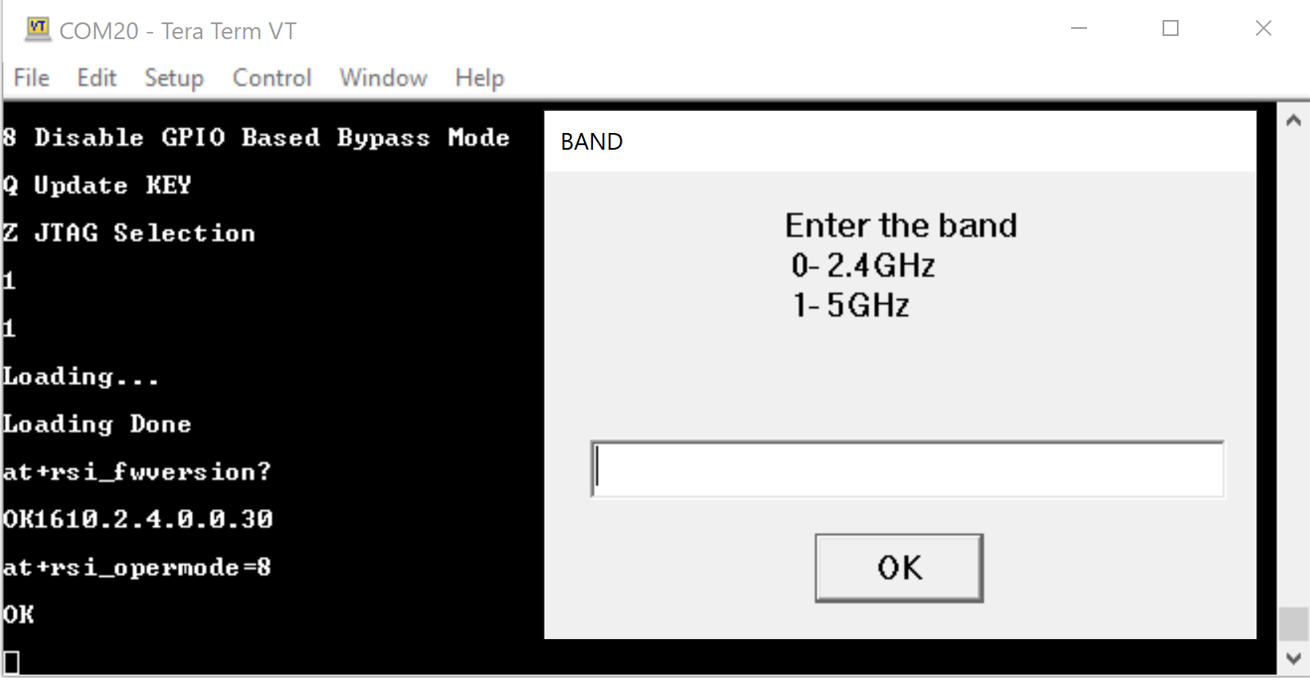 COM20 - Tera Term VT
File Edit Setup Control Window Help
8 Disable GPIO Based Bypass Mode
Q Update KEY
Z JTAG Selection
1
1
Loading...
Loading Done
at+rsi_fwversion?
OK1610.2.4.0.0.30
at+rsi_opermode=8
OK
BAND
Enter the band
0- 2.4GHz
1- 5GHz
OK